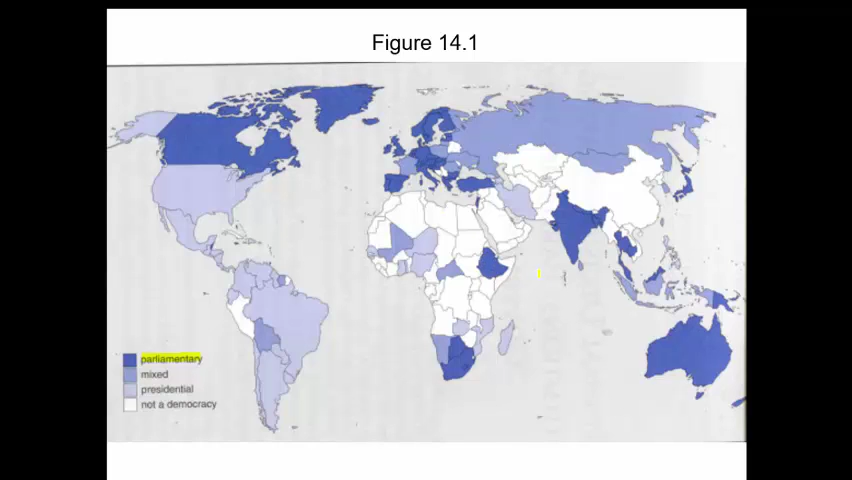 Figure 14.1
parliamentary
mixed
presidential
not a democracy